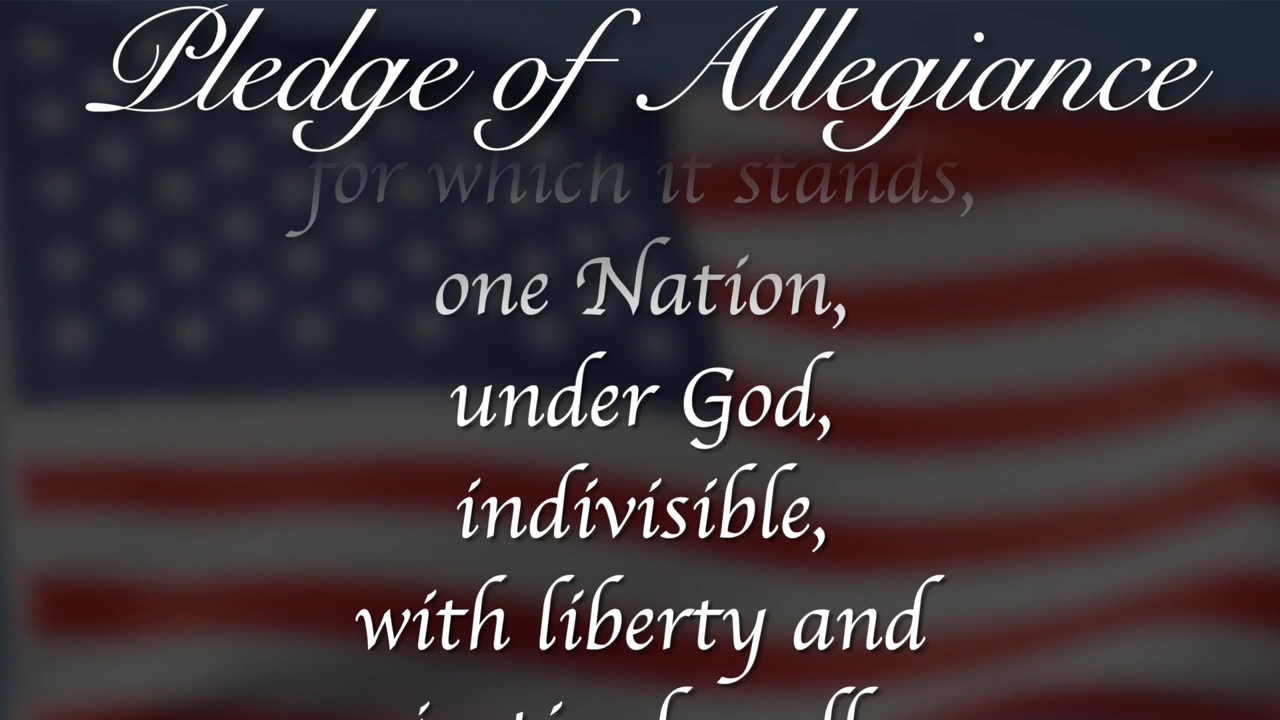 Pledge of Allegiance
for which it stands,
one Nation,
under God,
indivisible,
with liberty and